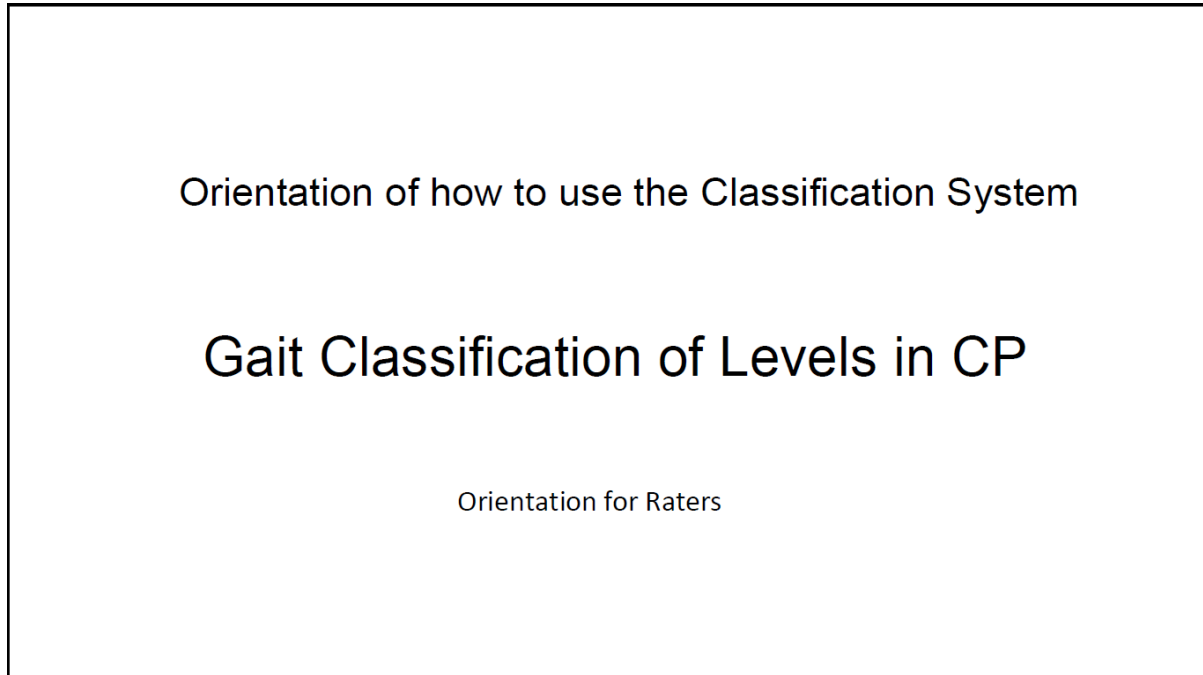 Orientation of how to use the Classification System
Gait Classification of Levels in CP
Orientation for Raters